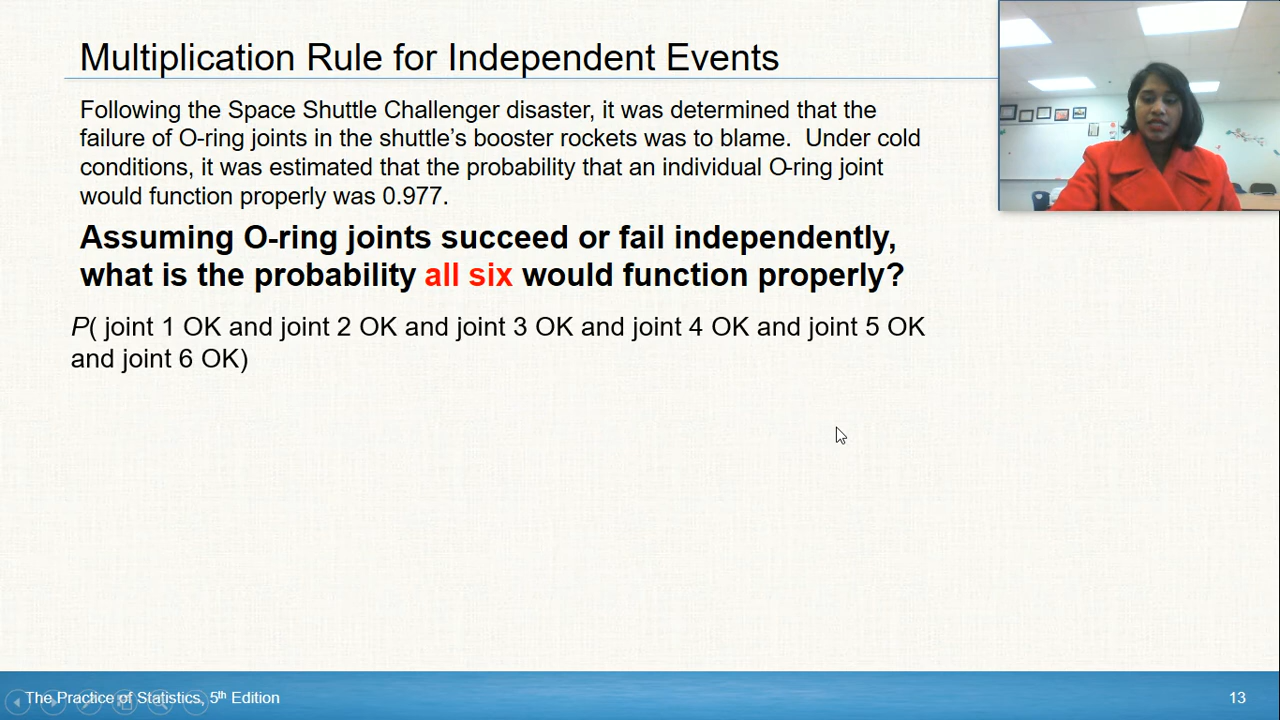 Multiplication Rule for Independent Events
Following the Space Shuttle Challenger disaster, it was determined that the
failure of O-ring joints in the shuttle’s booster rockets was to blame.  Under cold
conditions, it was estimated that the probability that an individual O-ring joint
would function properly was 0.977.
Assuming O-ring joints succeed or fail independently,
what is the probability all six would function properly?
P( joint 1 OK and joint 2 OK and joint 3 OK and joint 4 OK and joint 5 OK
and joint 6 OK)
The Practice of Statistics, 5th Edition
13